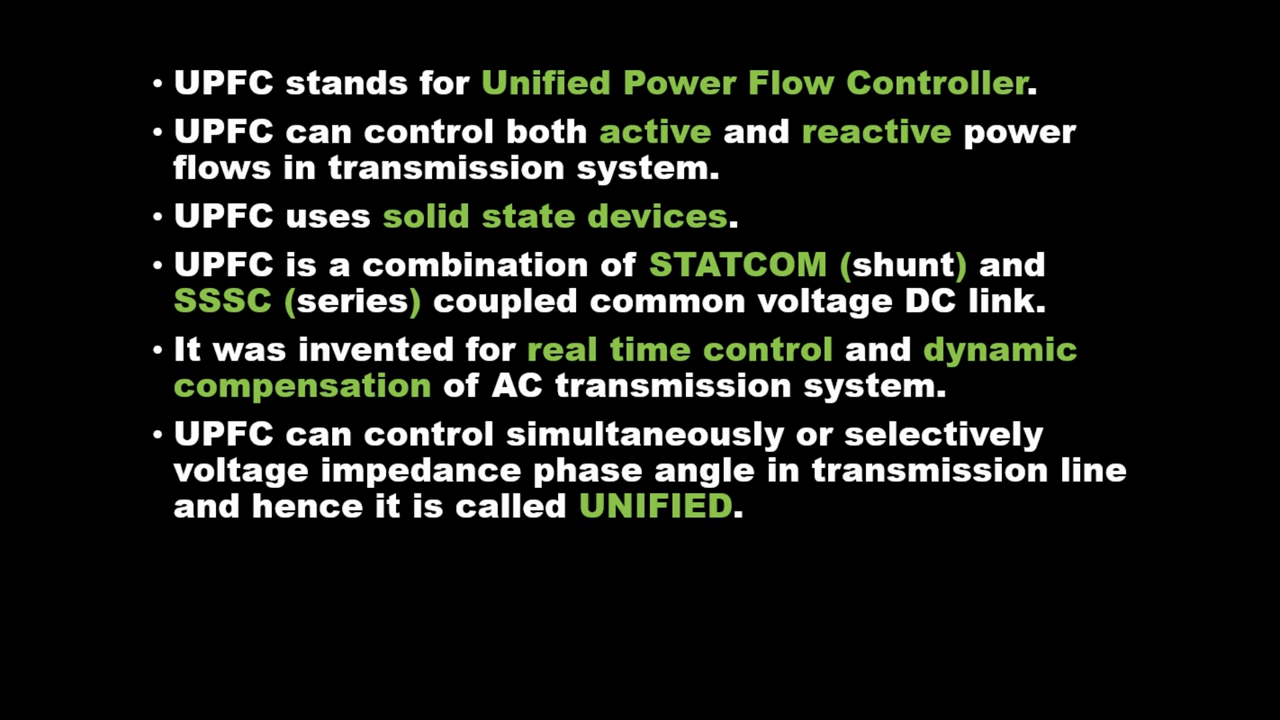 • UPFC stands for Unified Power Flow Controller.
• UPFC can control both active and reactive power
flows in transmission system.
• UPFC uses solid state devices.
• UPFC is a combination of STATCOM (shunt) and
SSSC (series) coupled common voltage DC link.
• It was invented for real time control and dynamic
compensation of AC transmission system.
• UPFC can control simultaneously or selectively
voltage impedance phase angle in transmission line
and hence it is called UNIFIED.